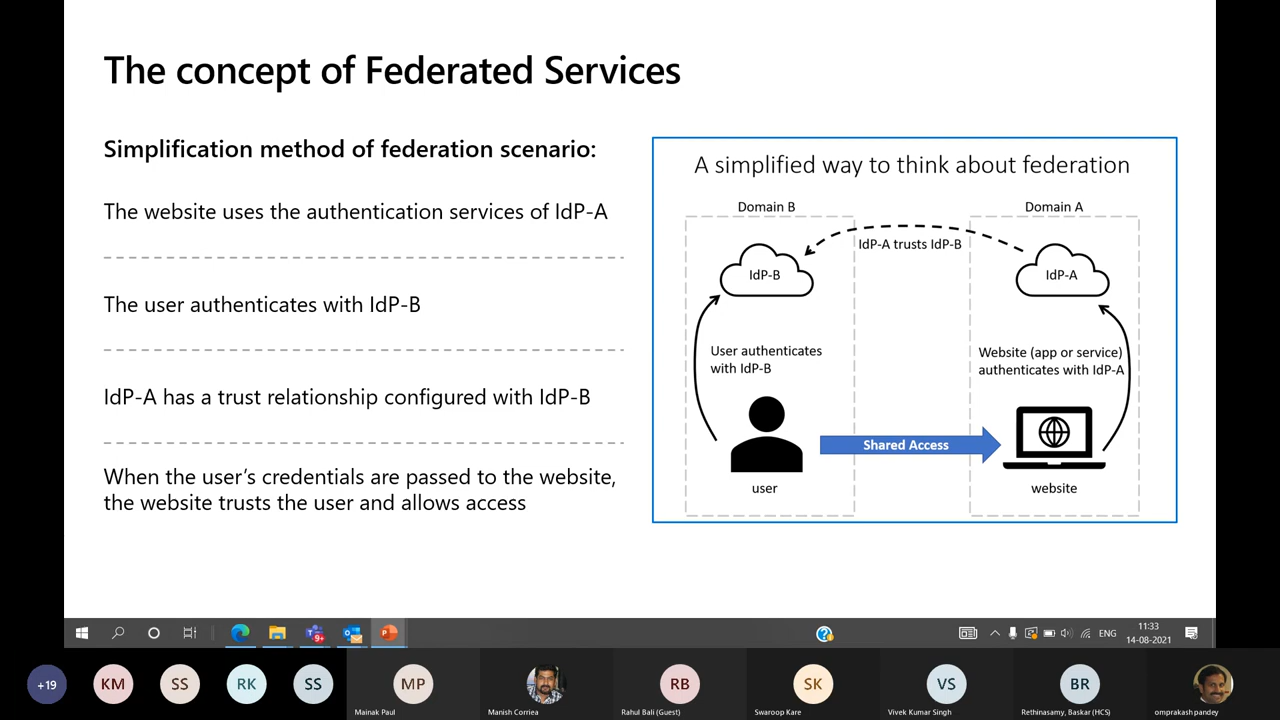 The concept of Federated Services
Simplification method of federation scenario:
The website uses the authentication services of IdP-A
The user authenticates with IdP-B
IdP-A has a trust relationship configured with IdP-B
When the user's credentials are passed to the website,
the website trusts the user and allows access
A simplified way to think about federation
Domain B
Domain A
IdP-A trusts IdP-B
IdP-B
IdP-A
User authenticates
with IdP-B
Website (app or service)
authenticates with IdP-A
Shared Access
user
website
9+
ENG
11:33
14-08-2021
+19
KM
SS
RK
SS
MP
RB
SK
VS
BR
Mainak Paul
Manish Corriea
Rahul Bali (Guest)
Swaroop Kare
Vivek Kumar Singh
Rethinasamy, Baskar (HCS)
omprakash pandey